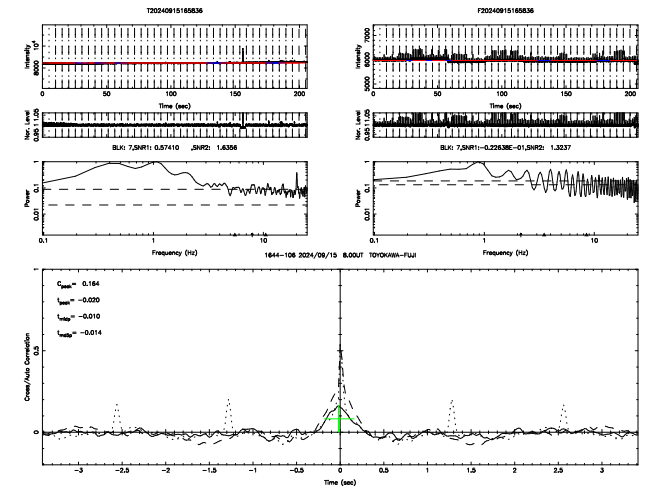 T20240915165836
F20240915165836
Intensity
8000
10^4
0
50
100
150
200
Time (sec)
Intensity
5000
6000
7000
0
50
100
150
200
Time (sec)
Nor. Level
0.95 1.05
Nor. Level
0.95 1.05
BLK: 7,SNR1: 0.57410 ,SNR2: 1.6356
BLK: 7,SNR1:-0.22638E-01,SNR2: 1.3237
Power
1
0.1
0.01
0.1
1
10
Frequency (Hz)
Power
1
0.1
0.01
0.1
1
10
Frequency (Hz)
1644-106 2024/09/15 8.00UT TOYOKAWA-FUJI
Cross/Auto Correlation
1
0.5
0
C_peak= 0.164
t_peak= -0.020
t_midp= -0.010
-3
-2.5
-2
-1.5
-1
-0.5
0
0.5
1
1.5
2
2.5
3
Time (sec)